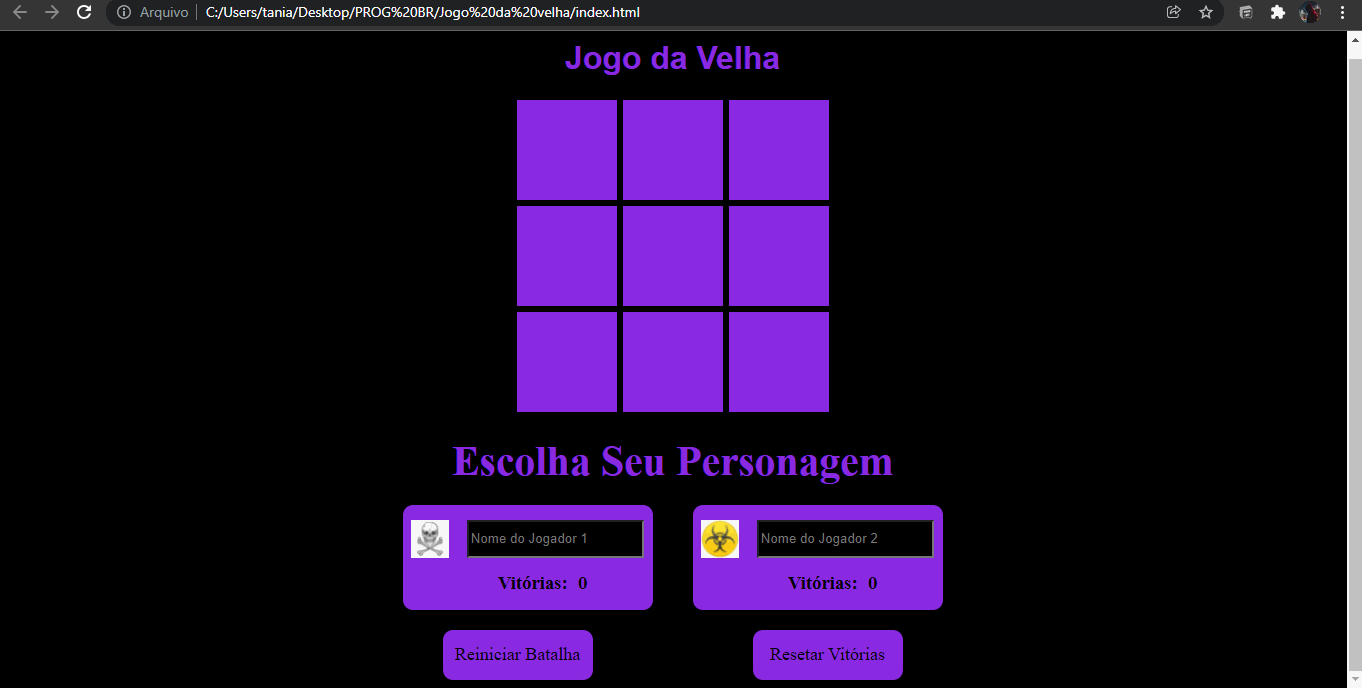 Arquivo C:/Users/tania/Desktop/PROG%20BR/Jogo%20da%20velha/index.html
Jogo da Velha
Escolha Seu Personagem
Nome do Jogador 1 Nome do Jogador 2
Vitórias: 0 Vitórias: 0
Reiniciar Batalha Resetar Vitórias